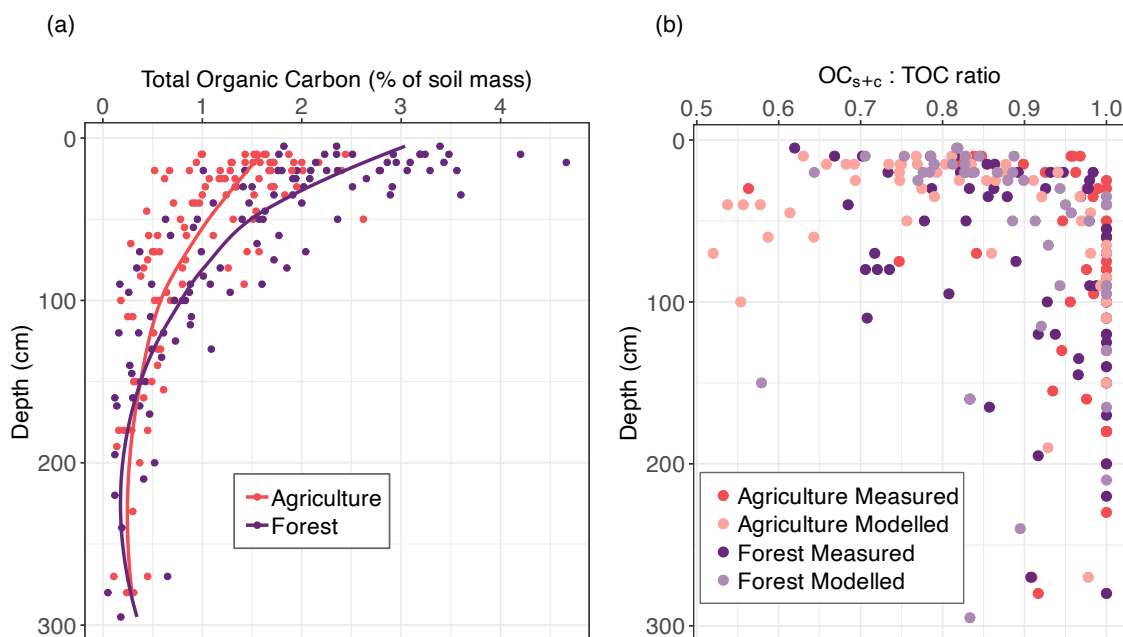 (a)
Total Organic Carbon (% of soil mass)
0 1 2 3 4
0
100
200
300
Depth (cm)
Agriculture
Forest
(b)
OCs+c : TOC ratio
0.5 0.6 0.7 0.8 0.9 1.0
0
100
200
300
Depth (cm)
Agriculture Measured
Agriculture Modelled
Forest Measured
Forest Modelled